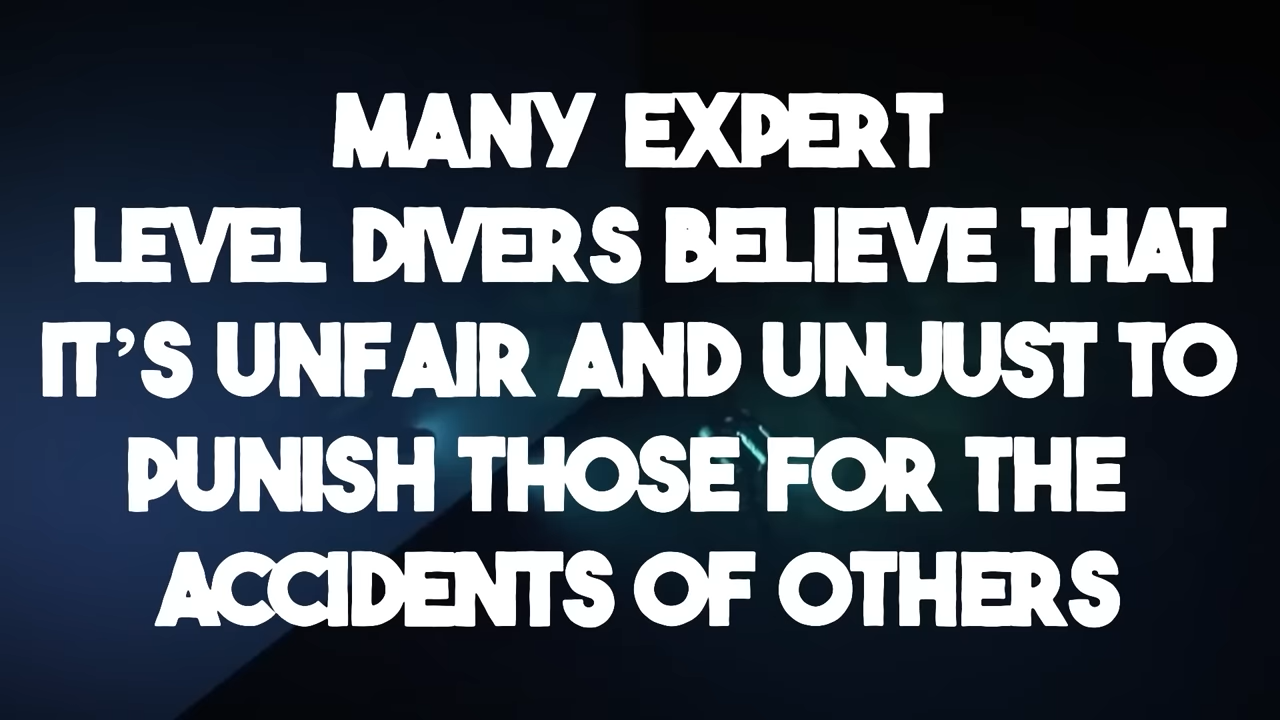 MANY EXPERT
LEVEL DIVERS BELIEVE THAT
IT'S UNFAIR AND UNJUST TO
PUNISH THOSE FOR THE
ACCIDENTS OF OTHERS